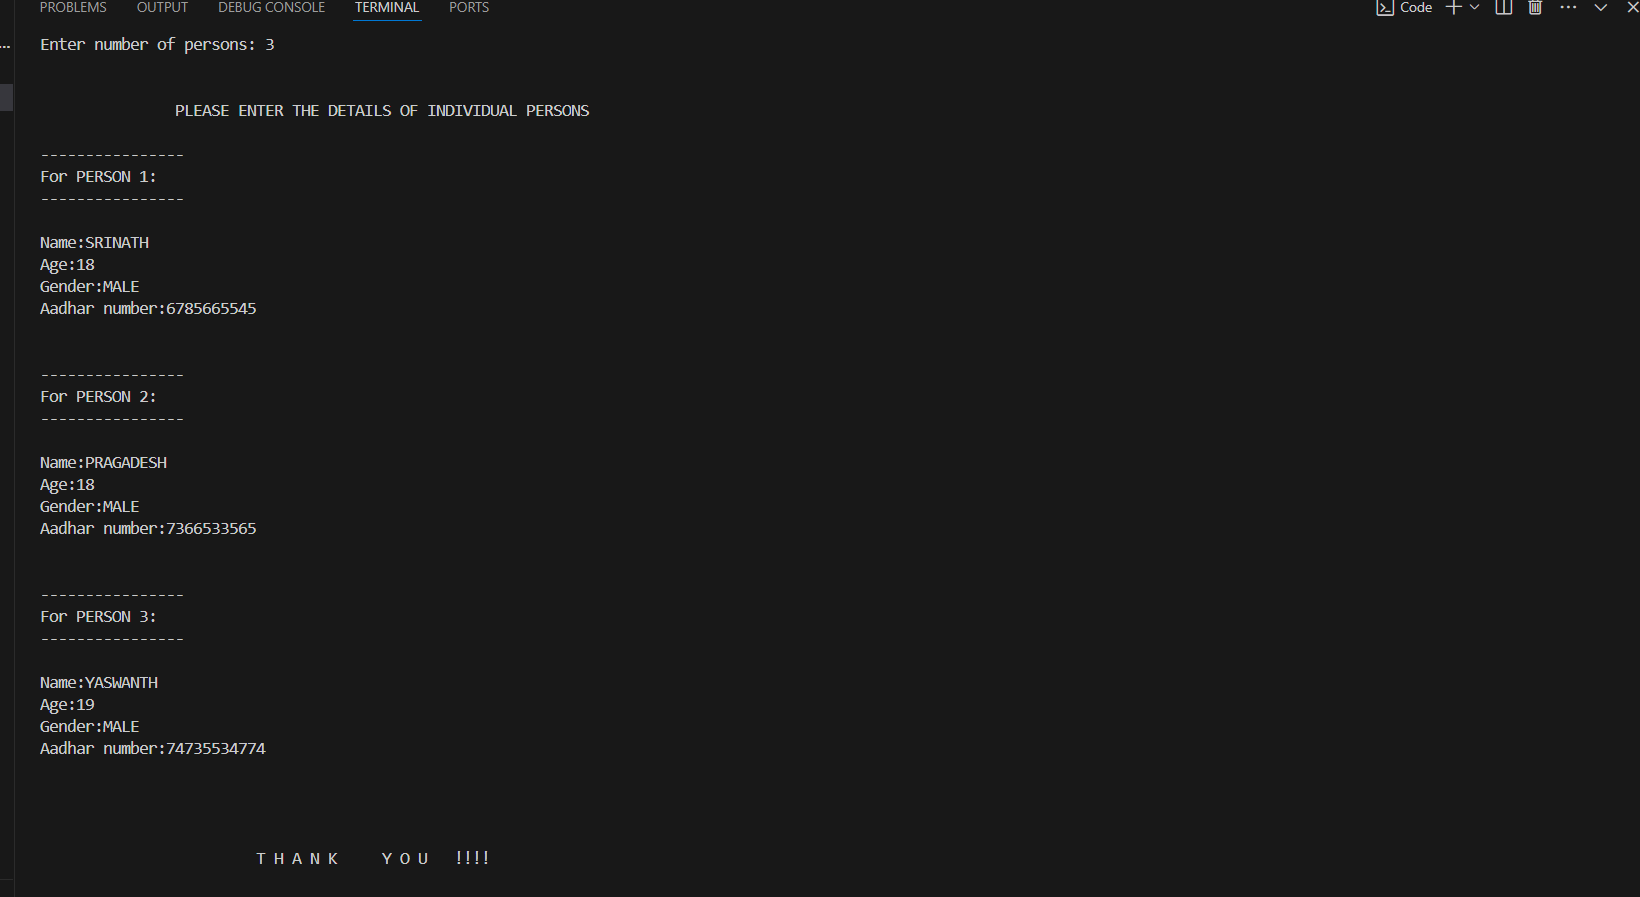 PROBLEMS OUTPUT DEBUG CONSOLE TERMINAL PORTS Code
Enter number of persons: 3
PLEASE ENTER THE DETAILS OF INDIVIDUAL PERSONS
----------------
For PERSON 1:
----------------
Name:SRINATH
Age:18
Gender:MALE
Aadhar number:6785665545
----------------
For PERSON 2:
----------------
Name:PRAGADESH
Age:18
Gender:MALE
Aadhar number:7366533565
----------------
For PERSON 3:
----------------
Name:YASWANTH
Age:19
Gender:MALE
Aadhar number:74735534774
T H A N K   Y O U  !!!!